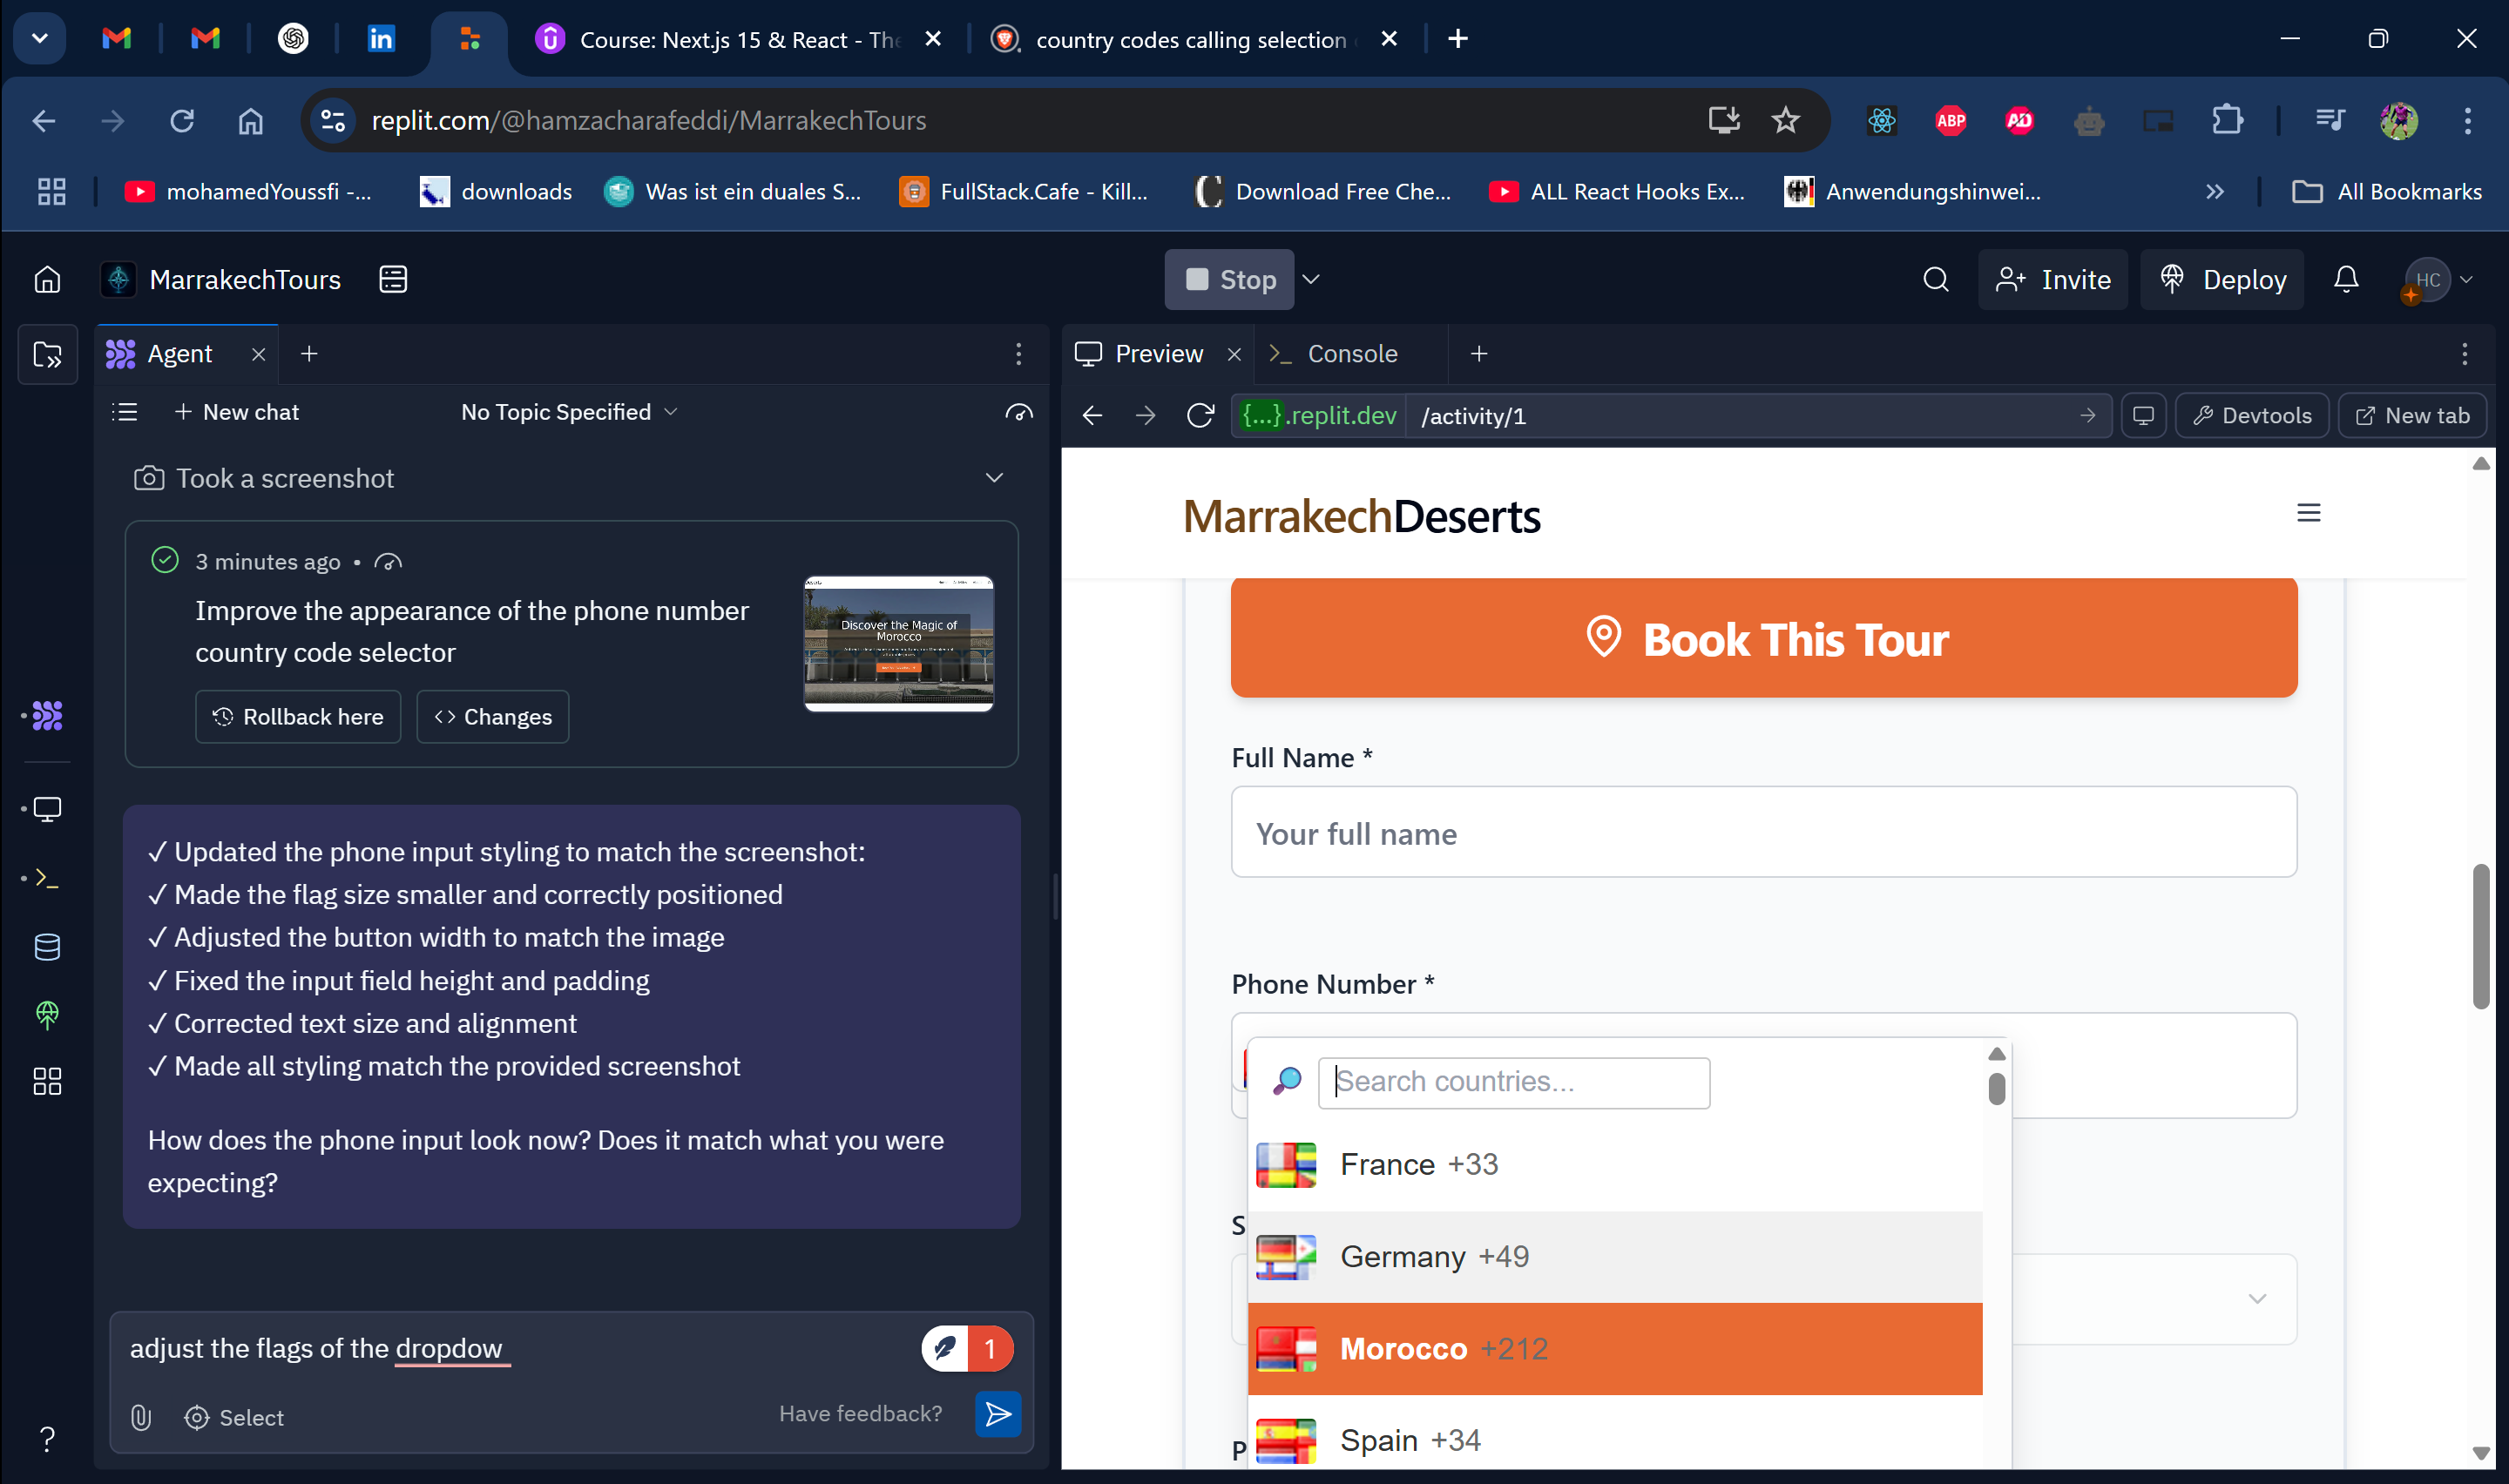 Course: Next.js 15 & React - The
country codes calling selection
replit.com/@hamzacharafeddi/MarrakechTours
ABP
AD
mohamedYoussfi -...
downloads
Was ist ein duales S...
FullStack.Cafe - Kill...
Download Free Che...
ALL React Hooks Ex...
Anwendungshinwei...
All Bookmarks
MarrakechTours
Stop
Invite
Deploy
HC
Agent
New chat
No Topic Specified
Took a screenshot
3 minutes ago •
Improve the appearance of the phone number
country code selector
Discover the Magic of
Morocco
Rollback here
Changes
✓ Updated the phone input styling to match the screenshot:
✓ Made the flag size smaller and correctly positioned
✓ Adjusted the button width to match the image
✓ Fixed the input field height and padding
✓ Corrected text size and alignment
✓ Made all styling match the provided screenshot
How does the phone input look now? Does it match what you were
expecting?
adjust the flags of the dropdow
1
Select
Have feedback?
Preview
Console
{...}.replit.dev
/activity/1
Devtools
New tab
MarrakechDeserts
Book This Tour
Full Name *
Your full name
Phone Number *
Search countries...
France +33
S
Germany +49
Morocco +212
Spain +34
P